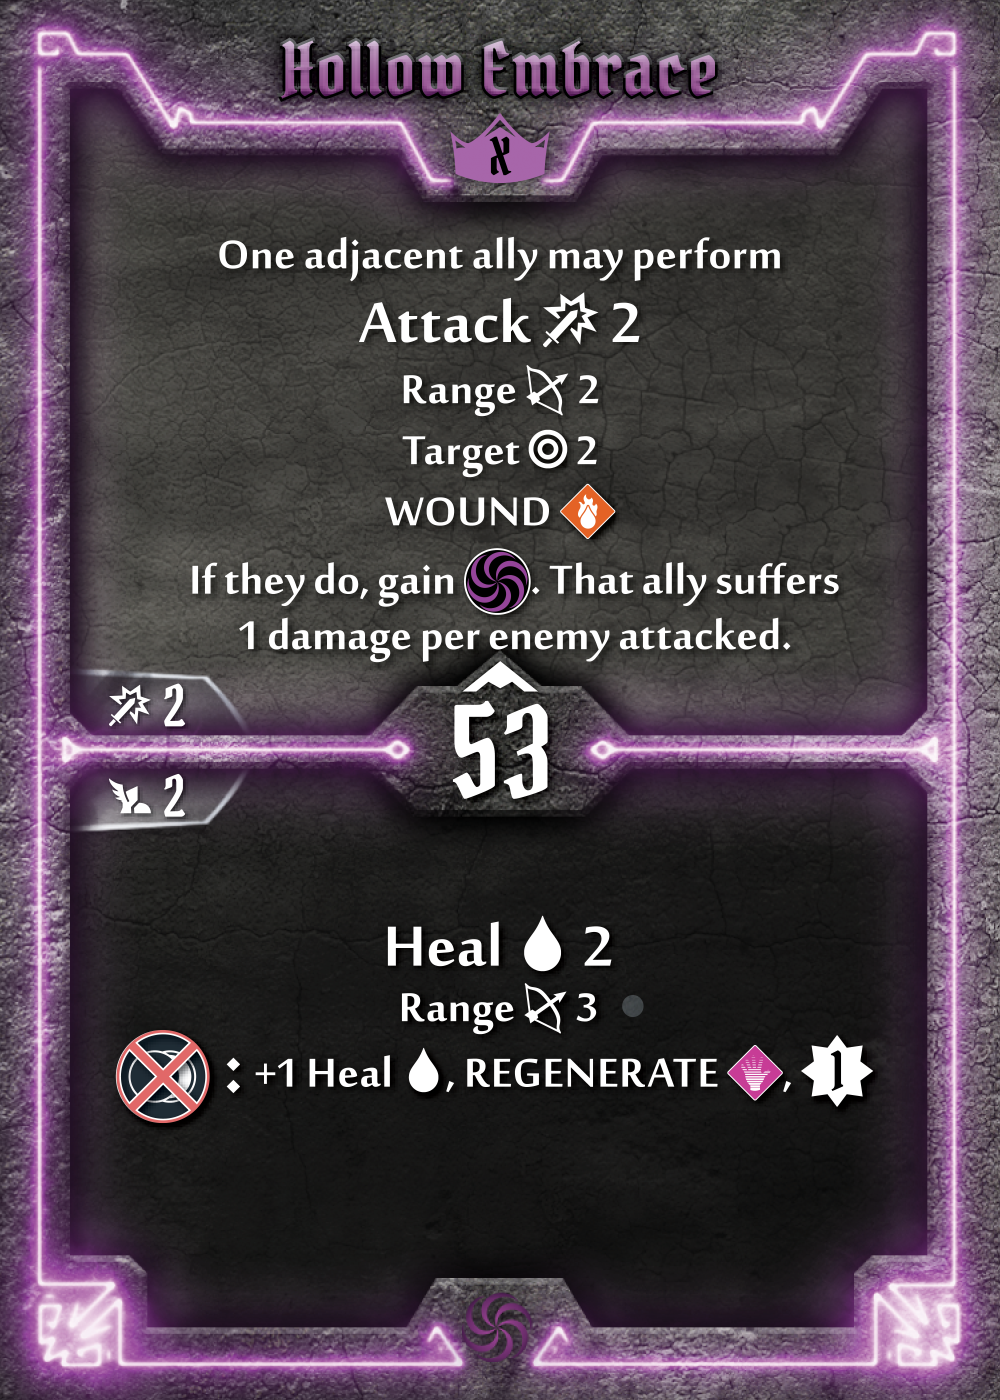 Hollow Embrace
X
One adjacent ally may perform
Attack 2
Range 2
Target 2
WOUND
If they do, gain . That ally suffers
1 damage per enemy attacked.
2
53
2
Heal 2
Range 3
: +1 Heal , REGENERATE , 1